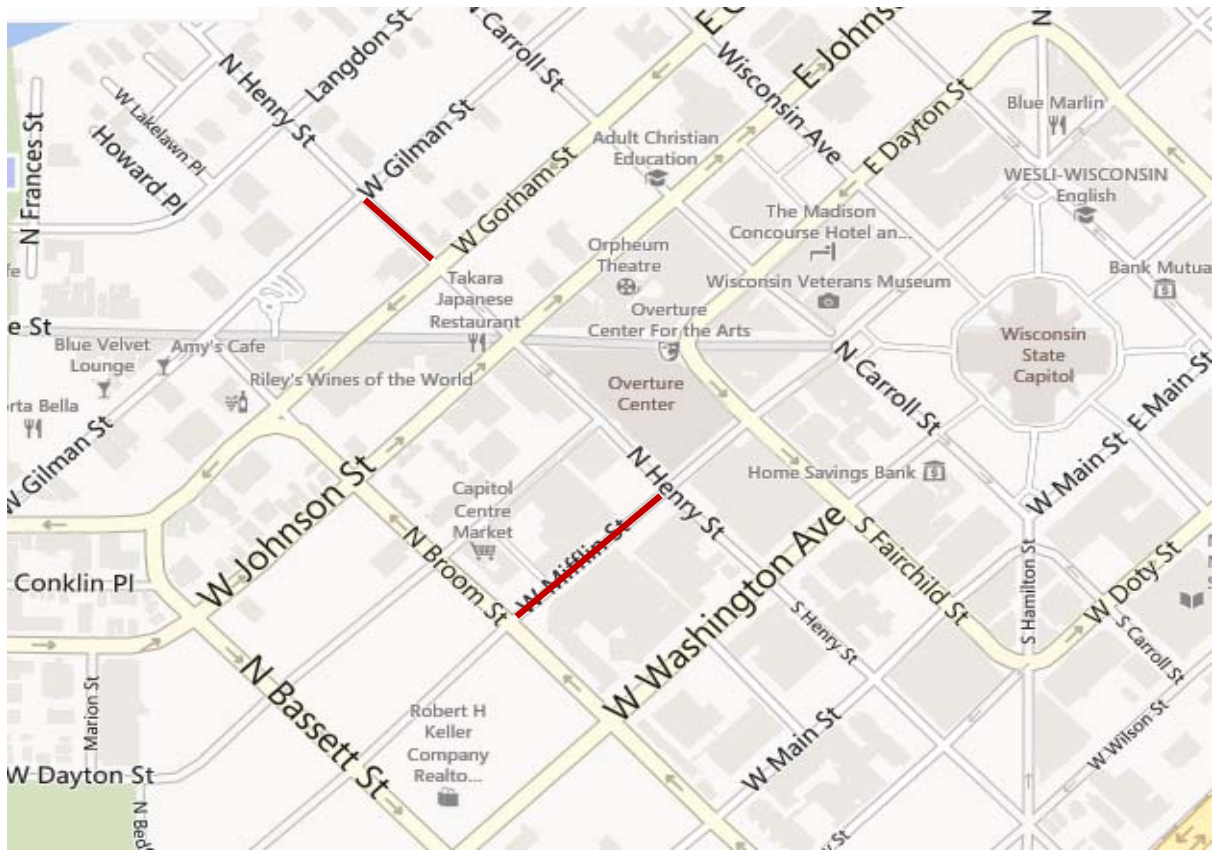 N Carroll St
Langdon St
N Henry St
W Lakelawn Pl
Howard Pl
N Frances St
W Gilman St
W Gorham St
Wisconsin Ave
E Johns
E Dayton St
N
Blue Marlin
Adult Christian
Education
WESLI-WISCONSIN
English
The Madison
Concourse Hotel an...
Orpheum
Theatre
Wisconsin Veterans Museum
Bank Mutua
Takara
Japanese
Restaurant
Overture
Center For the Arts
Wisconsin
State
Capitol
e St
Blue Velvet
Lounge
Amy's Cafe
Riley's Wines of the World
Overture
Center
N Carroll St
E Main St
orta Bella
W Gilman St
N Henry St
Home Savings Bank
W Main St
Capitol
Centre
Market
W Johnson St
N Broom St
W Mifflin St
W Washington Ave
S Fairchild St
S Hamilton St
W Doty St
Conklin Pl
S Henry St
S Carroll St
Marion St
N Bassett St
W Main St
W Wilson St
Robert H
Keller
Company
Realto...
W Dayton St
N Bed